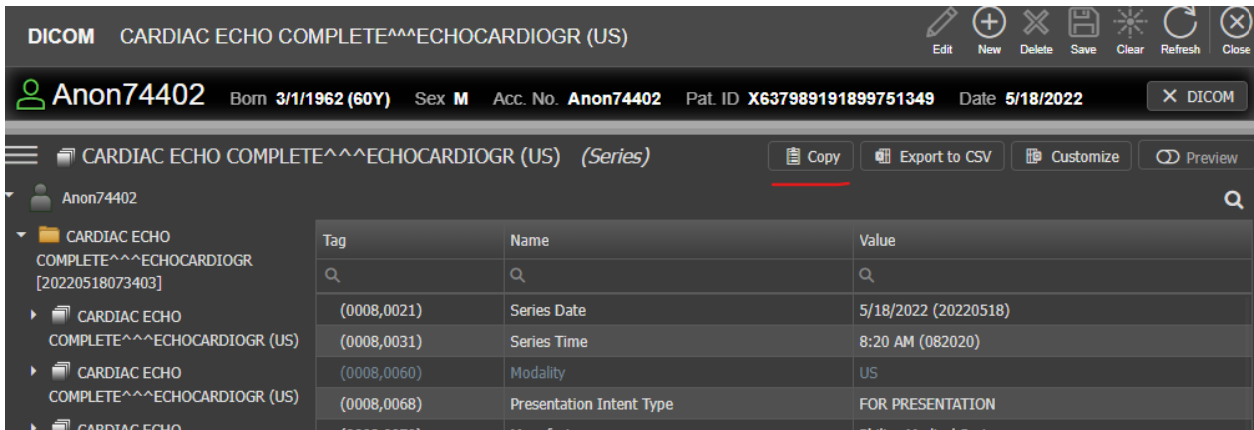 DICOM CARDIAC ECHO COMPLETE^^^ECHOCARDIOGR (US)
Edit New Delete Save Clear Refresh Close
Anon74402 Born 3/1/1962 (60Y) Sex M Acc. No. Anon74402 Pat. ID X637989191899751349 Date 5/18/2022 X DICOM
CARDIAC ECHO COMPLETE^^^ECHOCARDIOGR (US) (Series) Copy Export to CSV Customize Preview
Anon74402
CARDIAC ECHO
COMPLETE^^^ECHOCARDIOGR
[20220518073403]
CARDIAC ECHO
COMPLETE^^^ECHOCARDIOGR (US)
CARDIAC ECHO
COMPLETE^^^ECHOCARDIOGR (US)
CARDIAC ECHO
Tag Name Value
(0008,0021) Series Date 5/18/2022 (20220518)
(0008,0031) Series Time 8:20 AM (082020)
(0008,0060) Modality US
(0008,0068) Presentation Intent Type FOR PRESENTATION